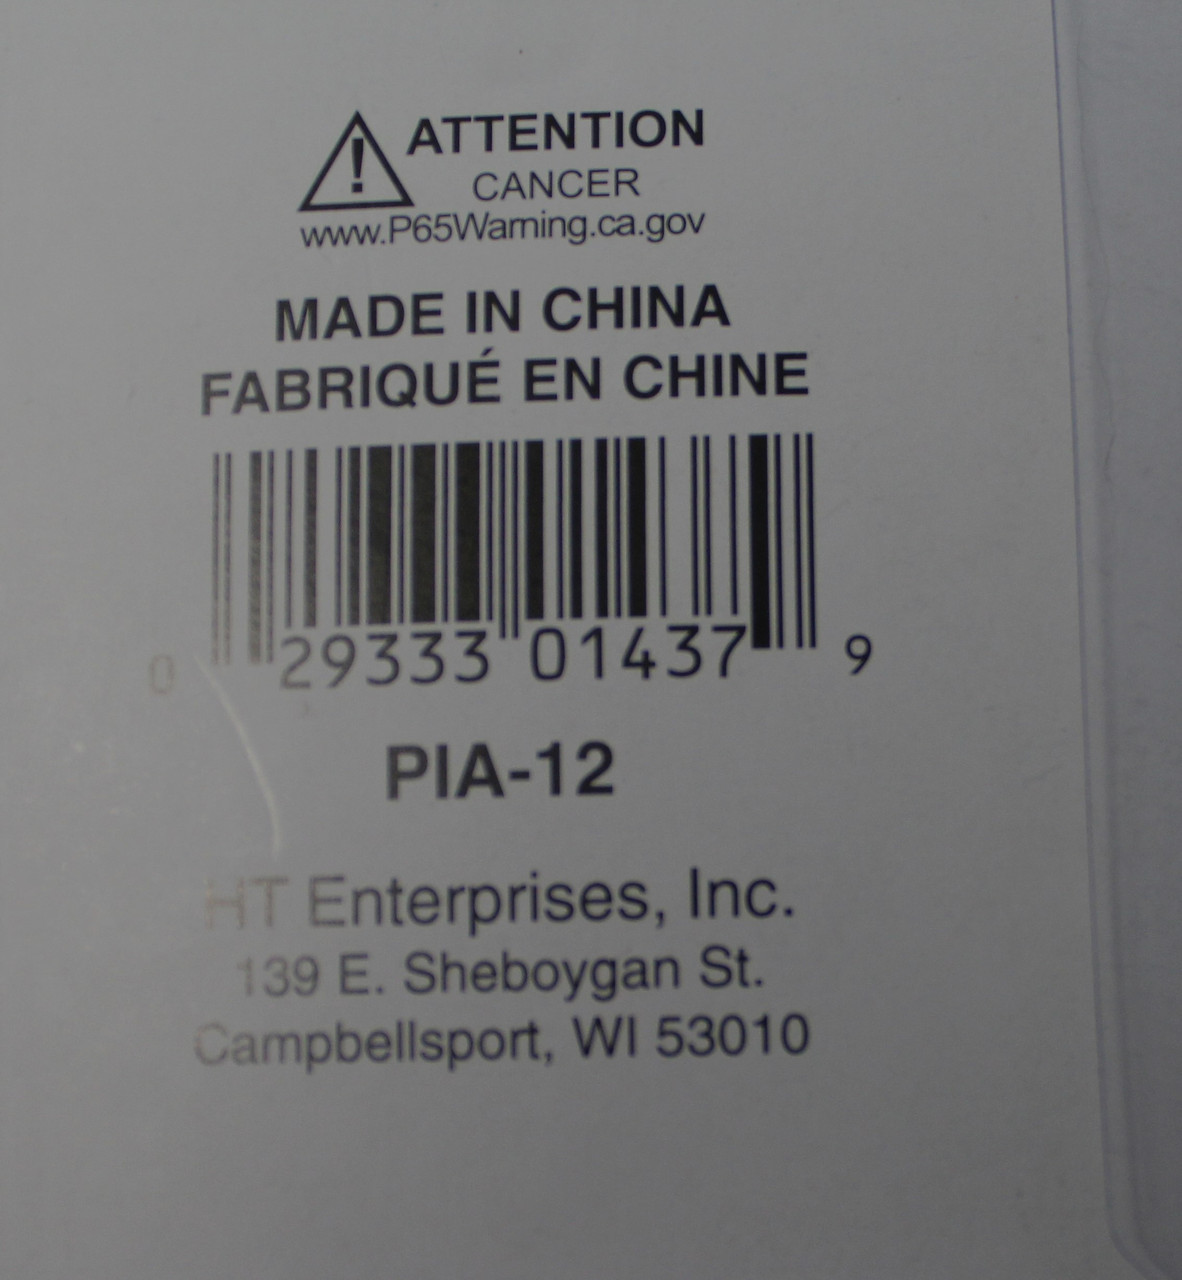 ! ATTENTION
CANCER
www.P65Warning.ca.gov
MADE IN CHINA
FABRIQUÉ EN CHINE
0 29333 01437 9
PIA-12
HT Enterprises, Inc.
139 E. Sheboygan St.
Campbellsport, WI 53010